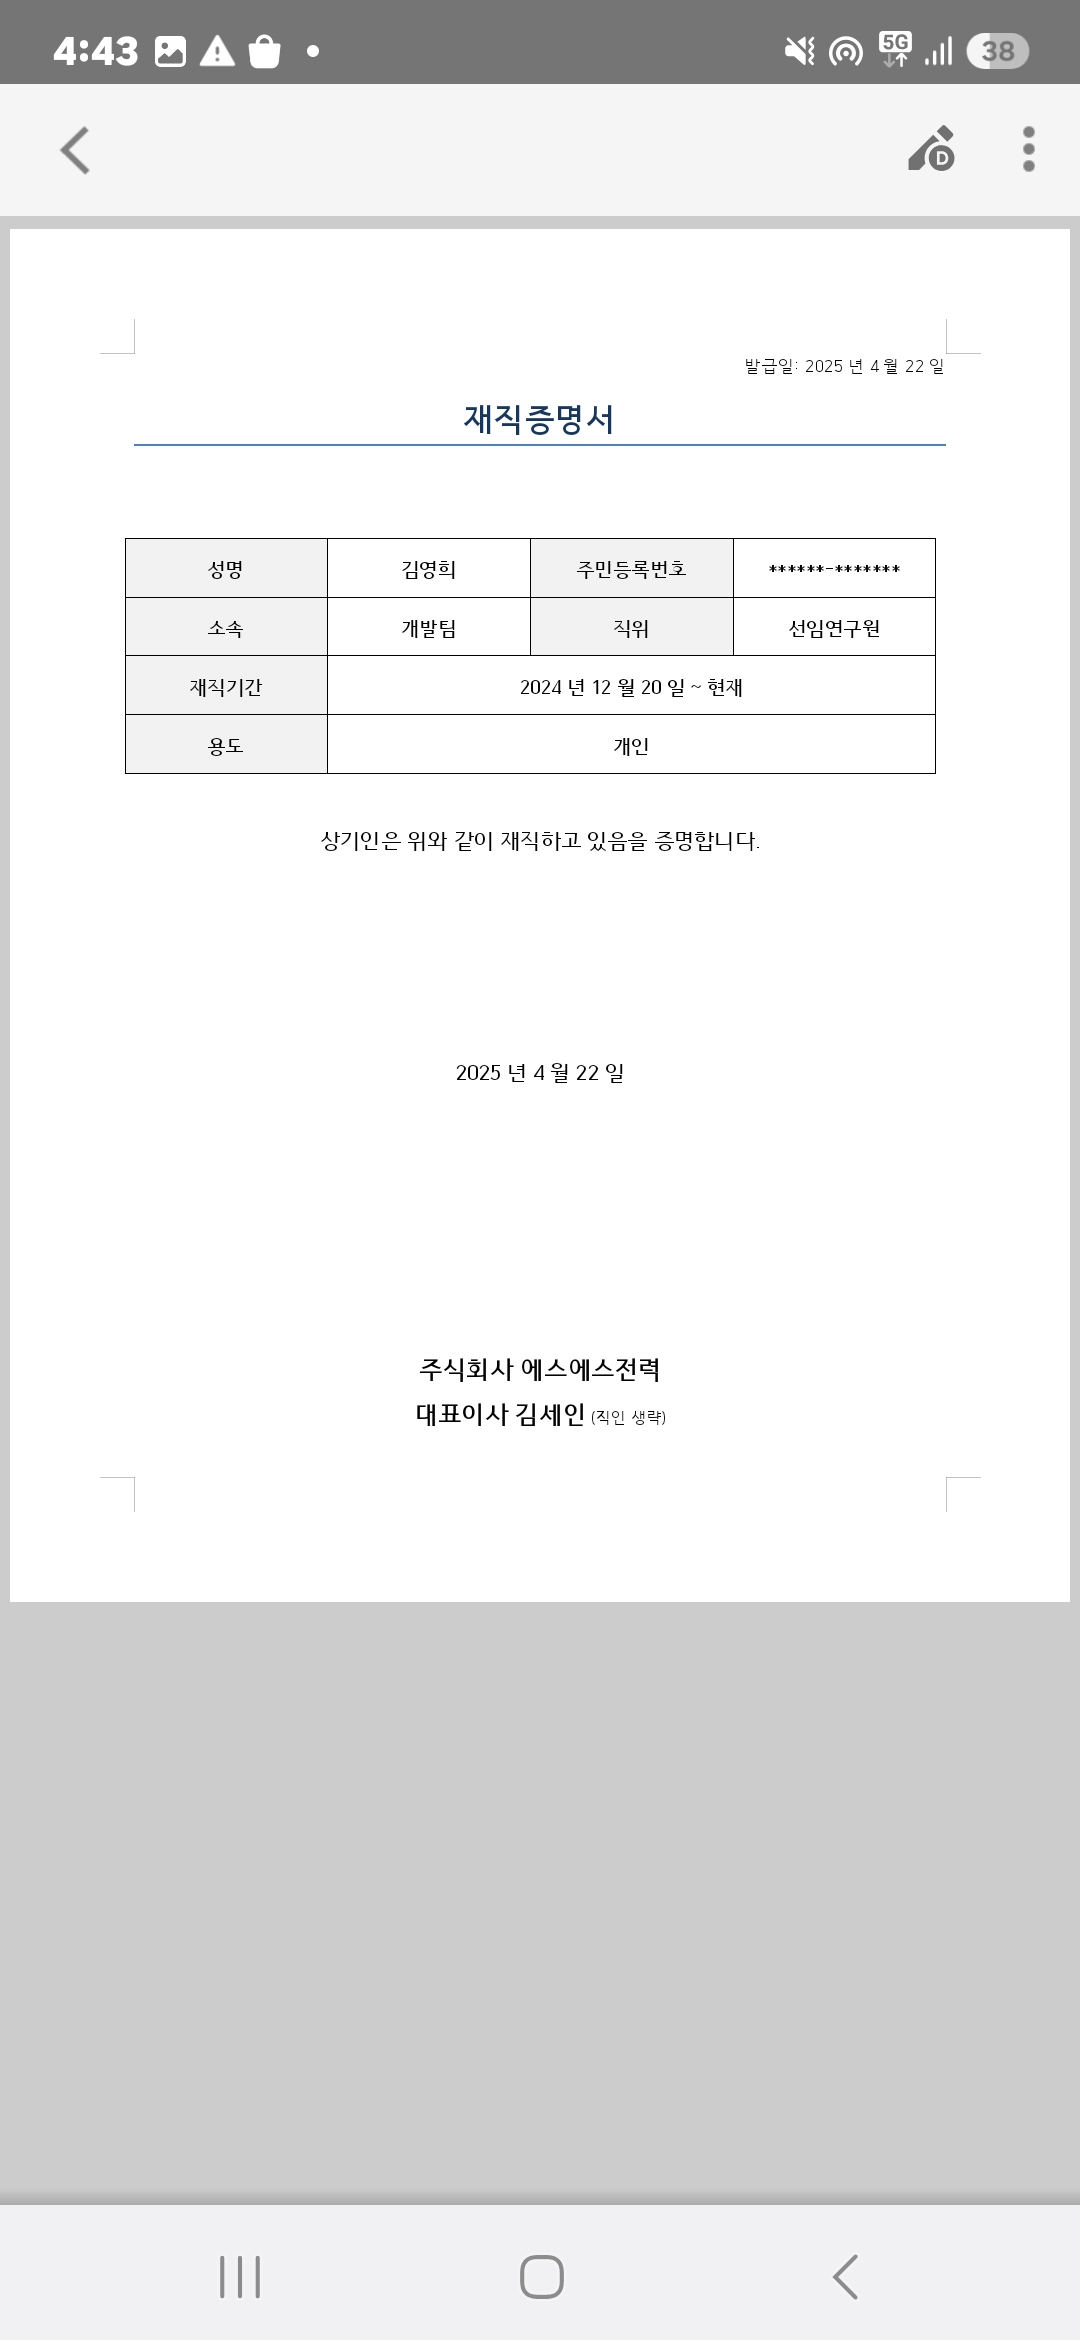 4:43
5G
38
D
발급일: 2025 년 4 월 22 일
재직증명서
성명 김영희 주민등록번호 ******-*******
소속 개발팀 직위 선임연구원
재직기간 2024 년 12 월 20 일 ~ 현재
용도 개인
상기인은 위와 같이 재직하고 있음을 증명합니다.
2025 년 4 월 22 일
주식회사 에스에스전력
대표이사 김세인 (직인 생략)